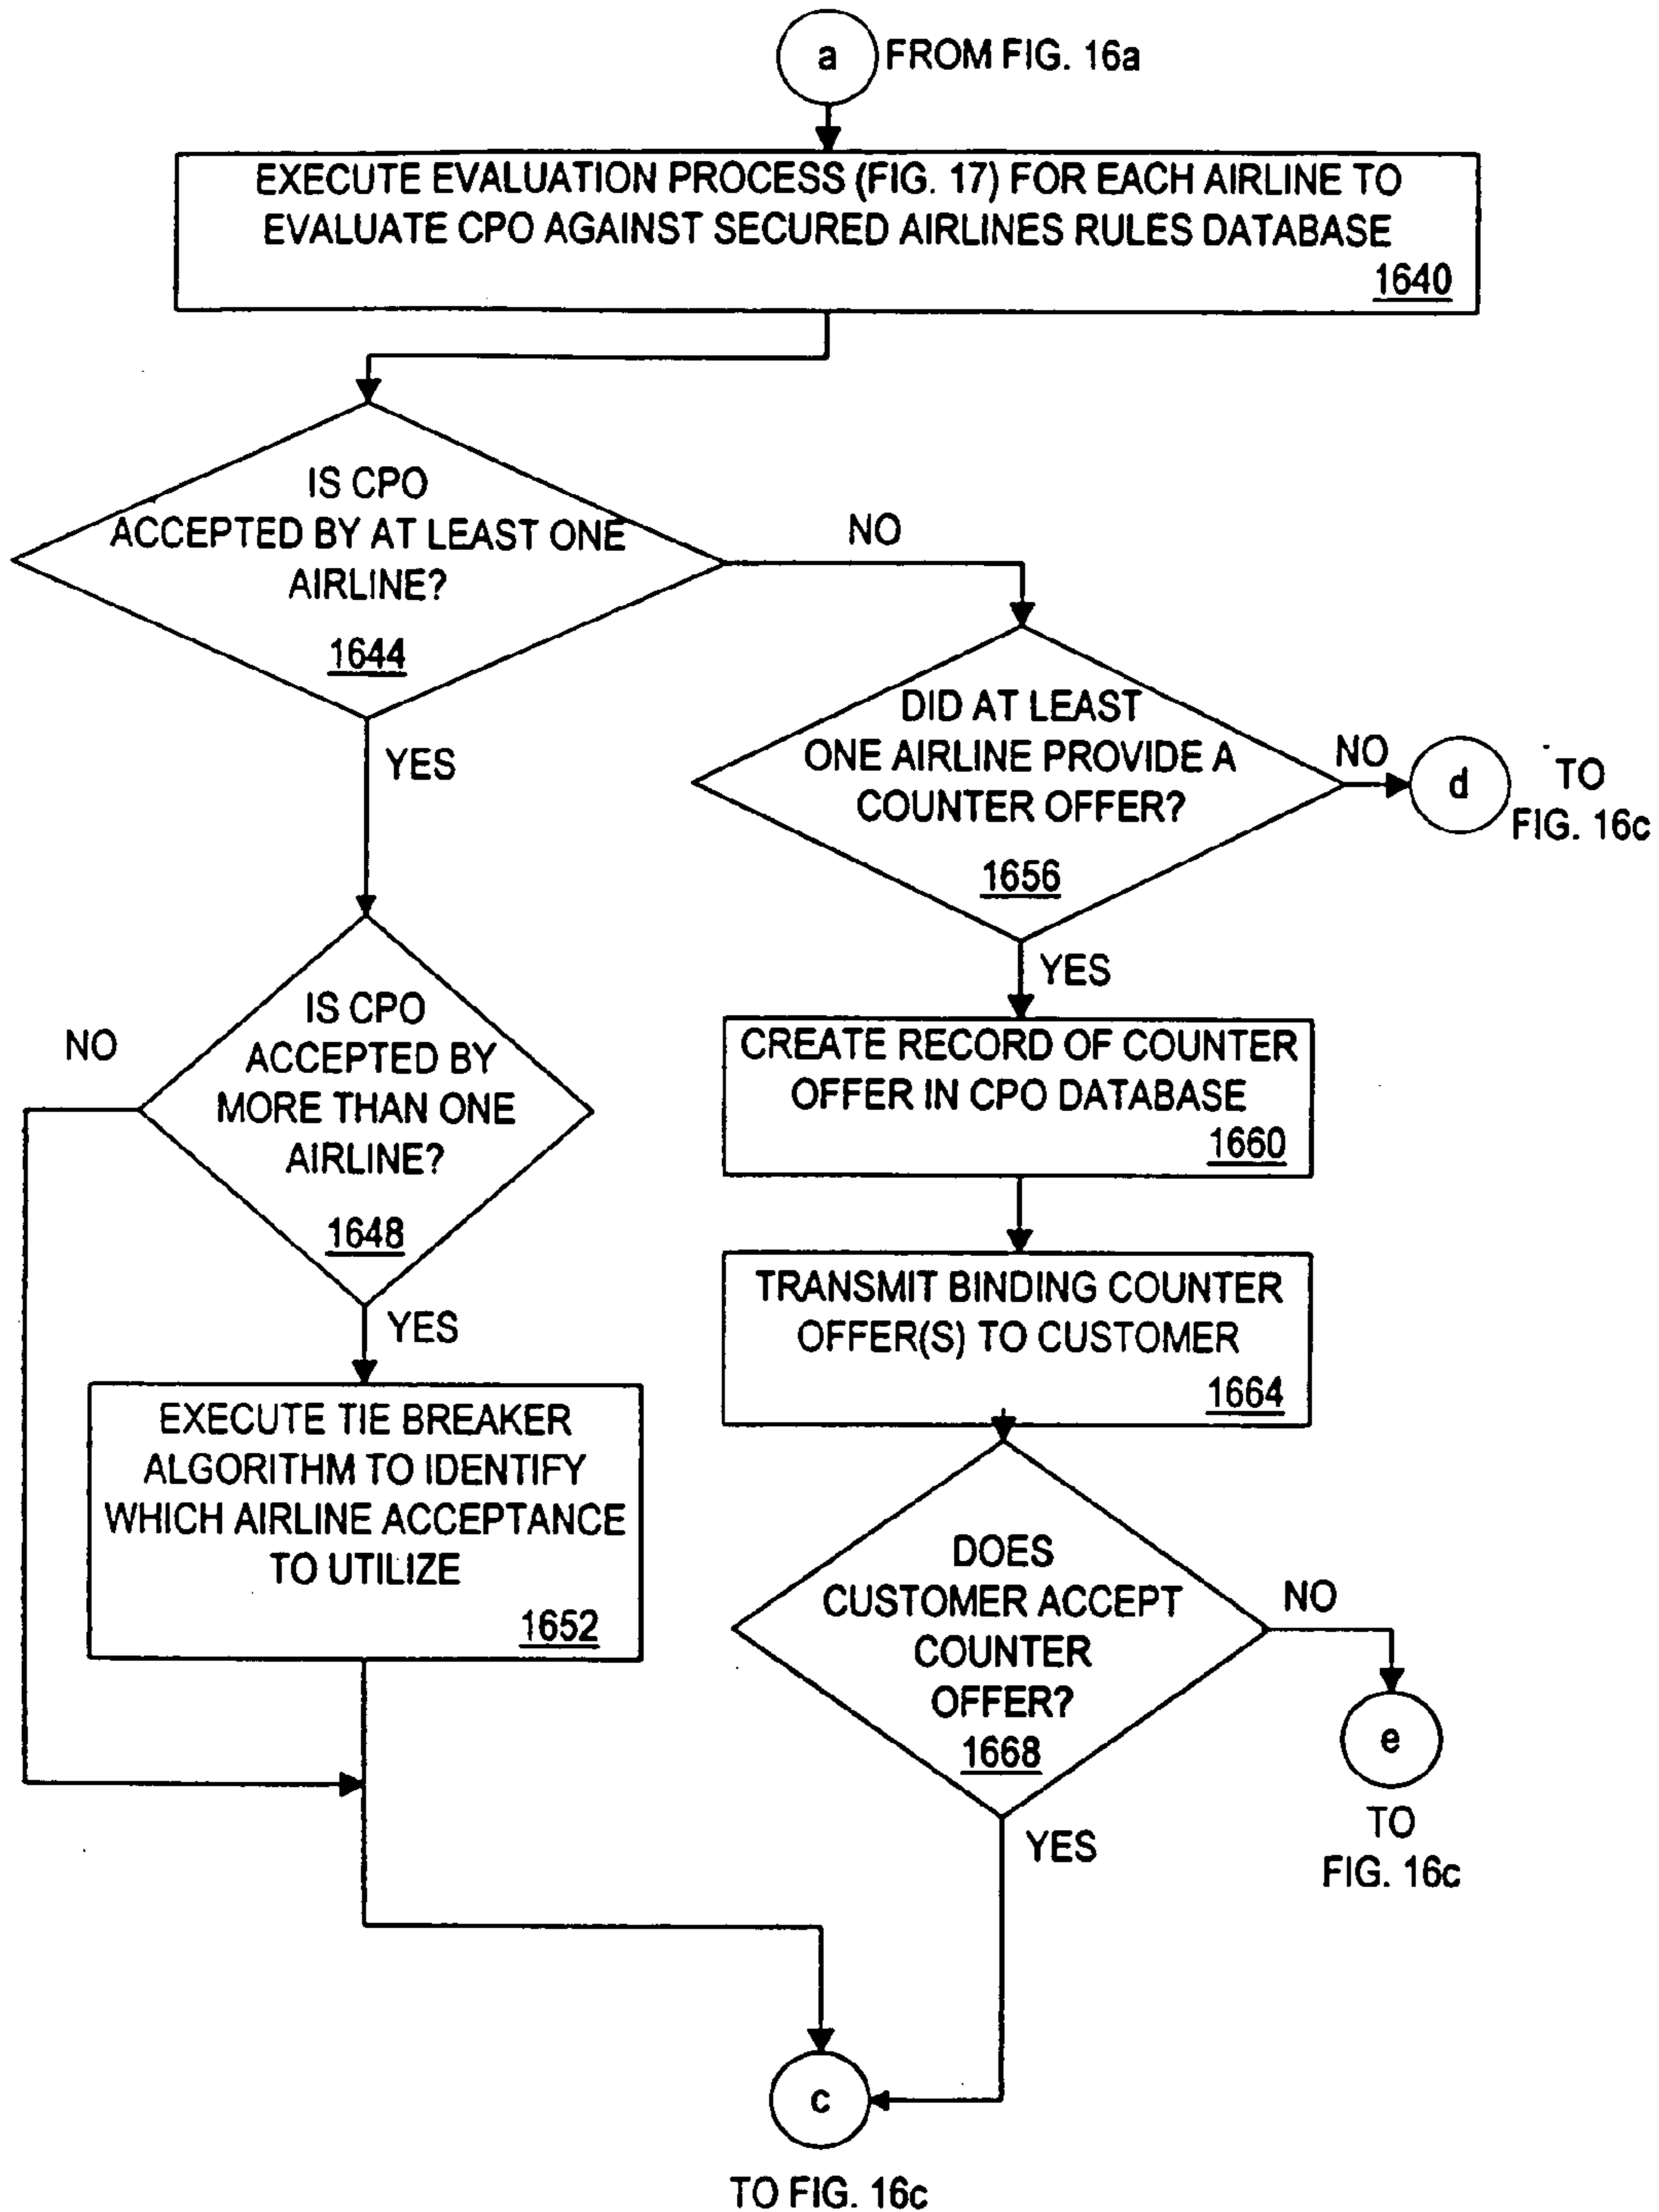 a
FROM FIG. 16a
EXECUTE EVALUATION PROCESS (FIG. 17) FOR EACH AIRLINE TO
EVALUATE CPO AGAINST SECURED AIRLINES RULES DATABASE
1640
IS CPO
ACCEPTED BY AT LEAST ONE
AIRLINE?
1644
NO
YES
DID AT LEAST
ONE AIRLINE PROVIDE A
COUNTER OFFER?
1656
NO
d
TO
FIG. 16c
YES
IS CPO
ACCEPTED BY
MORE THAN ONE
AIRLINE?
1648
NO
YES
CREATE RECORD OF COUNTER
OFFER IN CPO DATABASE
1660
TRANSMIT BINDING COUNTER
OFFER(S) TO CUSTOMER
1664
EXECUTE TIE BREAKER
ALGORITHM TO IDENTIFY
WHICH AIRLINE ACCEPTANCE
TO UTILIZE
1652
DOES
CUSTOMER ACCEPT
COUNTER
OFFER?
1668
NO
e
TO
FIG. 16c
YES
c
TO FIG. 16c